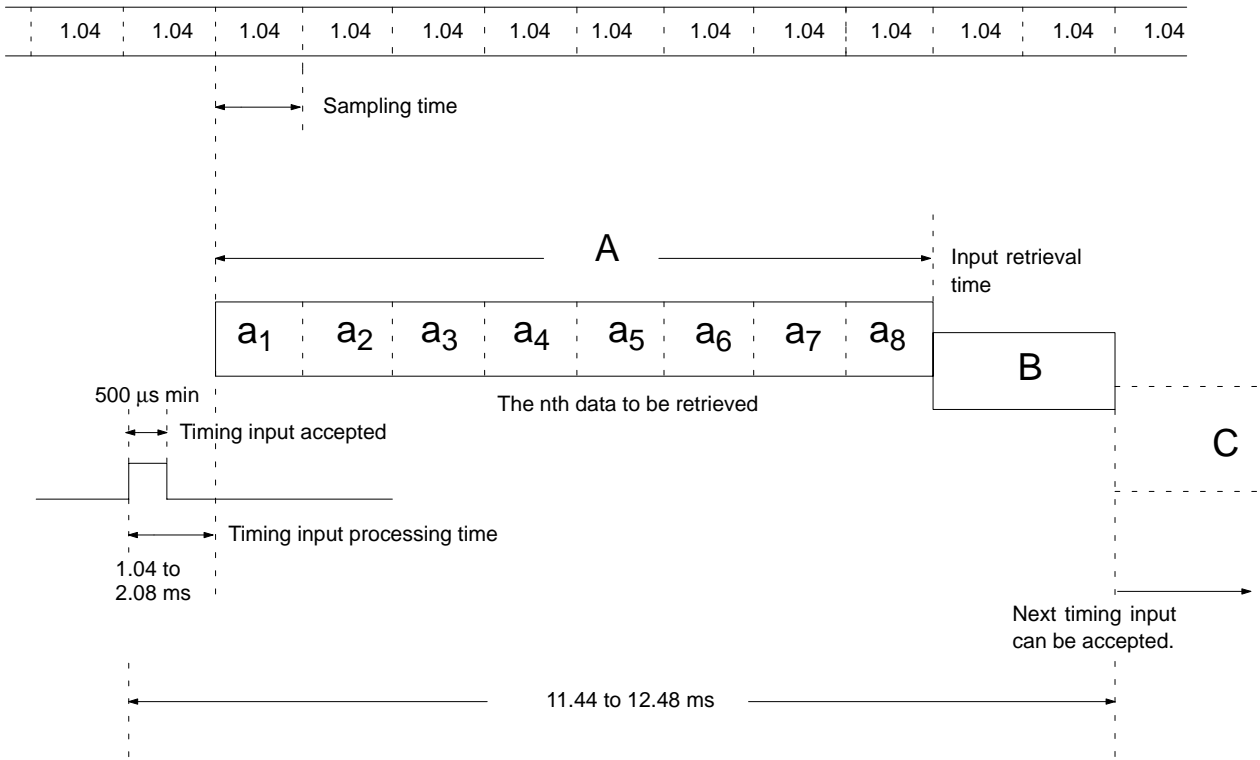 1.04 1.04 1.04 1.04 1.04 1.04 1.04 1.04 1.04 1.04 1.04 1.04 1.04
Sampling time
A
Input retrieval
time
a1 a2 a3 a4 a5 a6 a7 a8
B
500 μs min
The nth data to be retrieved
Timing input accepted
C
Timing input processing time
1.04 to
2.08 ms
Next timing input
can be accepted.
11.44 to 12.48 ms